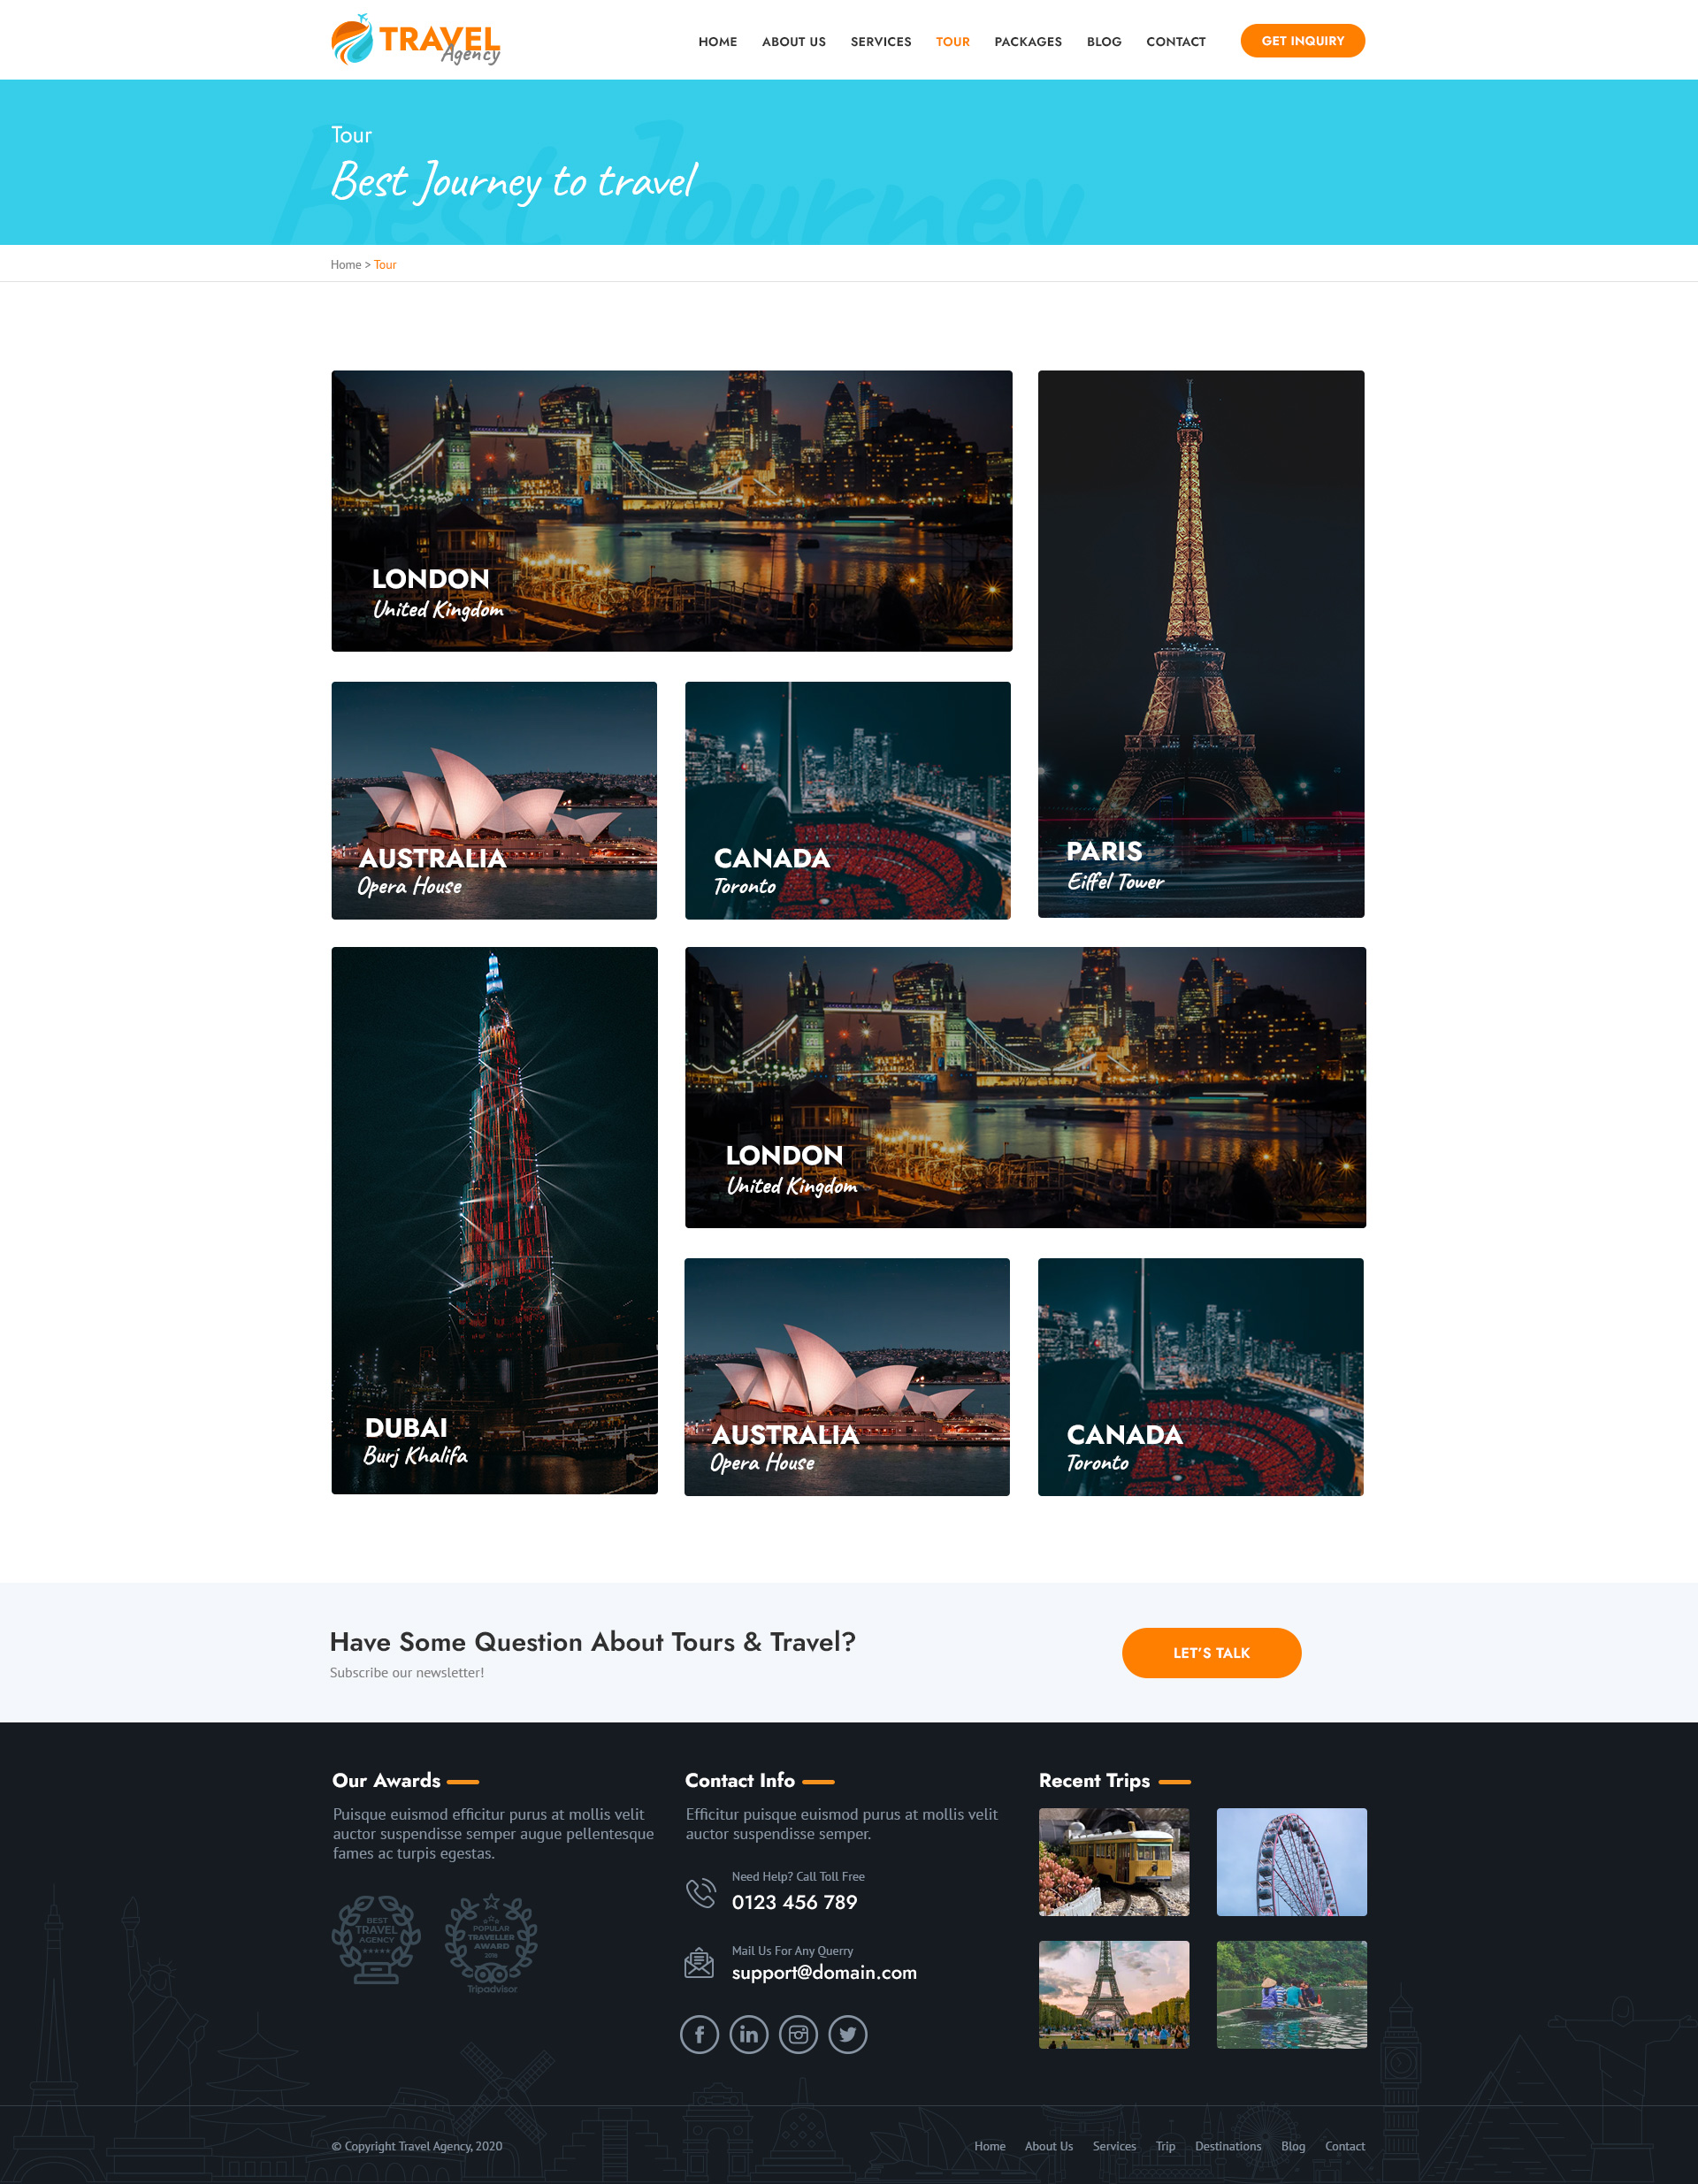 TRAVEL
Agency
HOME ABOUT US SERVICES TOUR PACKAGES BLOG CONTACT GET INQUIRY
Best Journey
Tour
Best Journey to travel
Home > Tour
LONDON
United Kingdom
AUSTRALIA
Opera House
CANADA
Toronto
PARIS
Eiffel Tower
DUBAI
Burj Khalifa
LONDON
United Kingdom
AUSTRALIA
Opera House
CANADA
Toronto
Have Some Question About Tours & Travel?
Subscribe our newsletter!
LET'S TALK
Our Awards
Puisque euismod efficitur purus at mollis velit
auctor suspendisse semper augue pellentesque
fames ac turpis egestas.
BEST
TRAVEL
AGENCY
POPULAR
TRAVELLER
AWARD
2018
Tripadvisor
Contact Info
Efficitur puisque euismod purus at mollis velit
auctor suspendisse semper.
Need Help? Call Toll Free
0123 456 789
Mail Us For Any Querry
support@domain.com
Recent Trips
© Copyright Travel Agency, 2020
Home About Us Services Trip Destinations Blog Contact